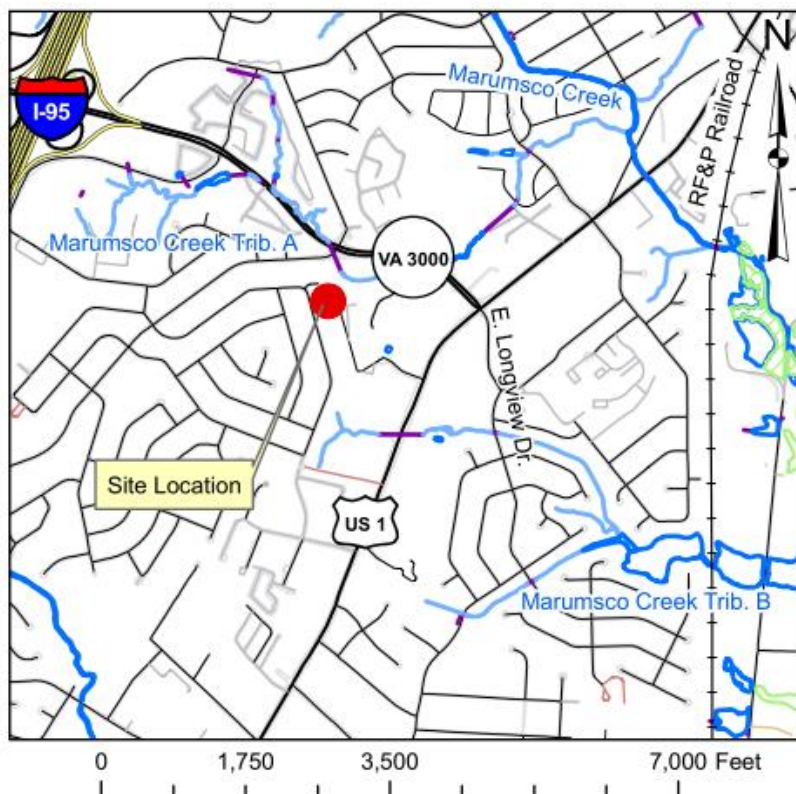 N
I-95
Marumsco Creek
RF&P Railroad
Marumsco Creek Trib. A
VA 3000
E. Longview Dr.
Site Location
US 1
Marumsco Creek Trib. B
0 1,750 3,500 7,000 Feet